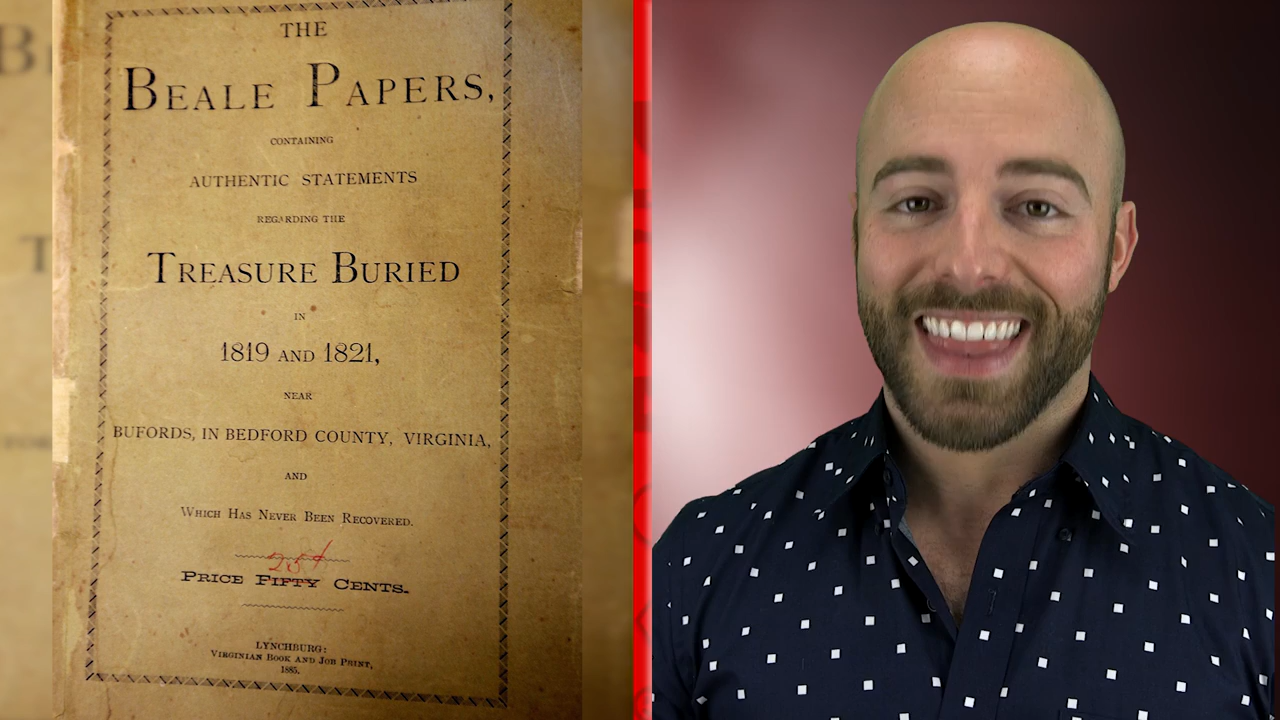 THE
BEALE PAPERS,
CONTAINING
AUTHENTIC STATEMENTS
REGARDING THE
TREASURE BURIED
IN
1819 AND 1821,
NEAR
BUFORDS, IN BEDFORD COUNTY, VIRGINIA,
AND
WHICH HAS NEVER BEEN RECOVERED.
25¢
PRICE FIFTY CENTS.
LYNCHBURG:
VIRGINIAN BOOK AND JOB PRINT,
1885.